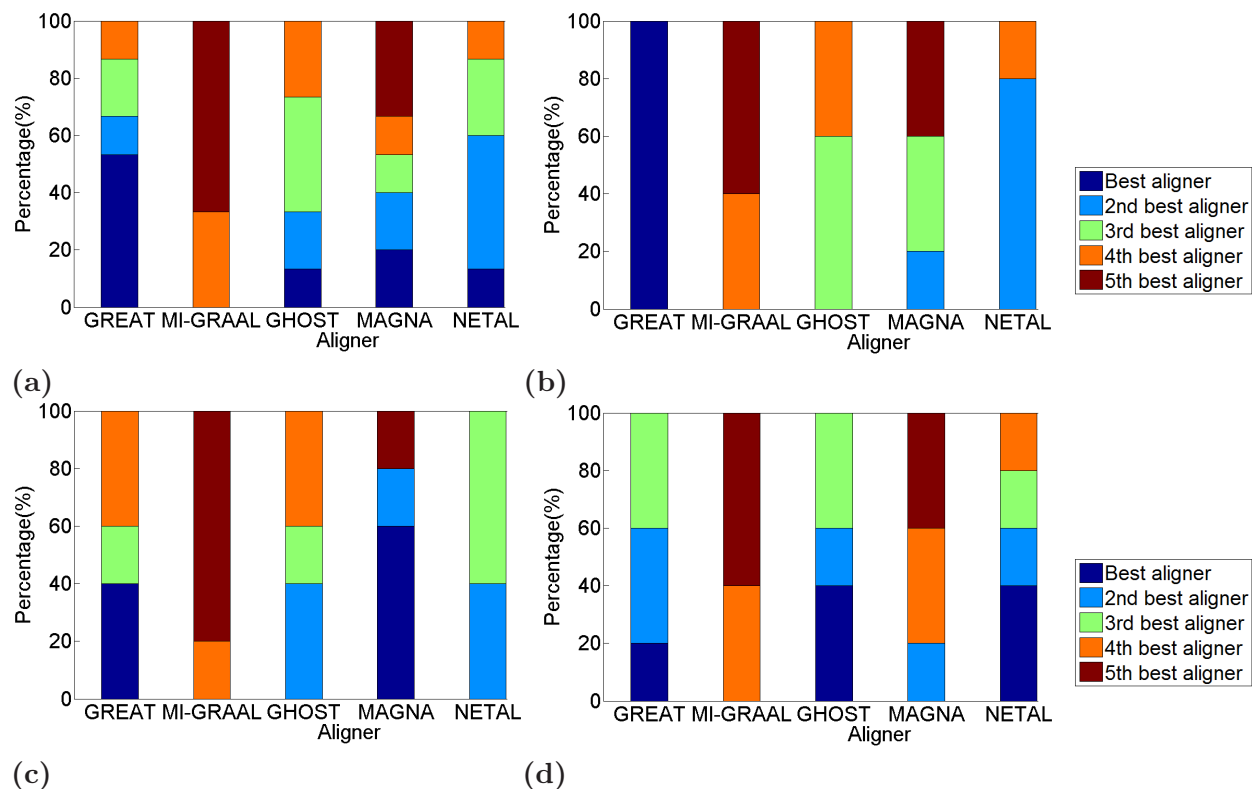 100
80
60
40
20
0
Percentage(%)
GREAT MI-GRAAL GHOST MAGNA NETAL
Aligner
(a)
100
80
60
40
20
0
Percentage(%)
GREAT MI-GRAAL GHOST MAGNA NETAL
Aligner
(b)
Best aligner
2nd best aligner
3rd best aligner
4th best aligner
5th best aligner
100
80
60
40
20
0
Percentage(%)
GREAT MI-GRAAL GHOST MAGNA NETAL
Aligner
(c)
100
80
60
40
20
0
Percentage(%)
GREAT MI-GRAAL GHOST MAGNA NETAL
Aligner
(d)
Best aligner
2nd best aligner
3rd best aligner
4th best aligner
5th best aligner